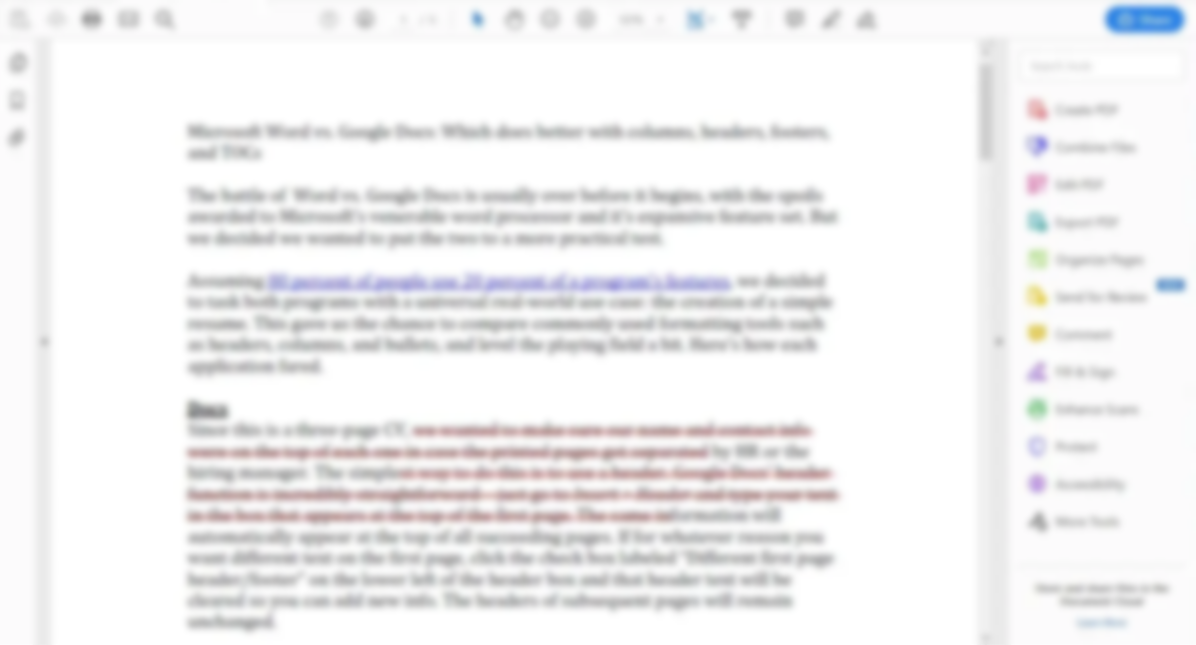 Share
Microsoft Word vs. Google Docs: Which does better with columns, headers, footers,
and TOCs
The battle of Word vs. Google Docs is usually over before it begins, with the spoils
awarded to Microsoft's venerable word processor and it's expansive feature set. But
we decided we wanted to put the two to a more practical test.
Assuming 80 percent of people use 20 percent of a program's features, we decided
to task both programs with a universal real world use case: the creation of a simple
resume. This gave us the chance to compare commonly used formatting tools such
as headers, columns, and bullets, and level the playing field a bit. Here's how each
application fared.
Docs
Since this is a three-page CV, we wanted to make sure our name and contact info
were on the top of each one in case the printed pages got separated by HR or the
hiring manager. The simplest way to do this is to use a header. Google Docs' header
function is incredibly straightforward—just go to Insert > Header and type your text
in the box that appears at the top of the first page. The same information will
automatically appear at the top of all succeeding pages. If for whatever reason you
want different text on the first page, click the check box labeled "Different first page
header/footer" on the lower left of the header box and that header text will be
cleared so you can add new info. The headers of subsequent pages will remain
unchanged.
Search tools
Create PDF
Combine Files
Edit PDF
Export PDF
Organize Pages
Send for Review
Comment
Fill & Sign
Enhance Scans
Protect
Accessibility
More Tools
Store and share files in the
Document Cloud
Learn More